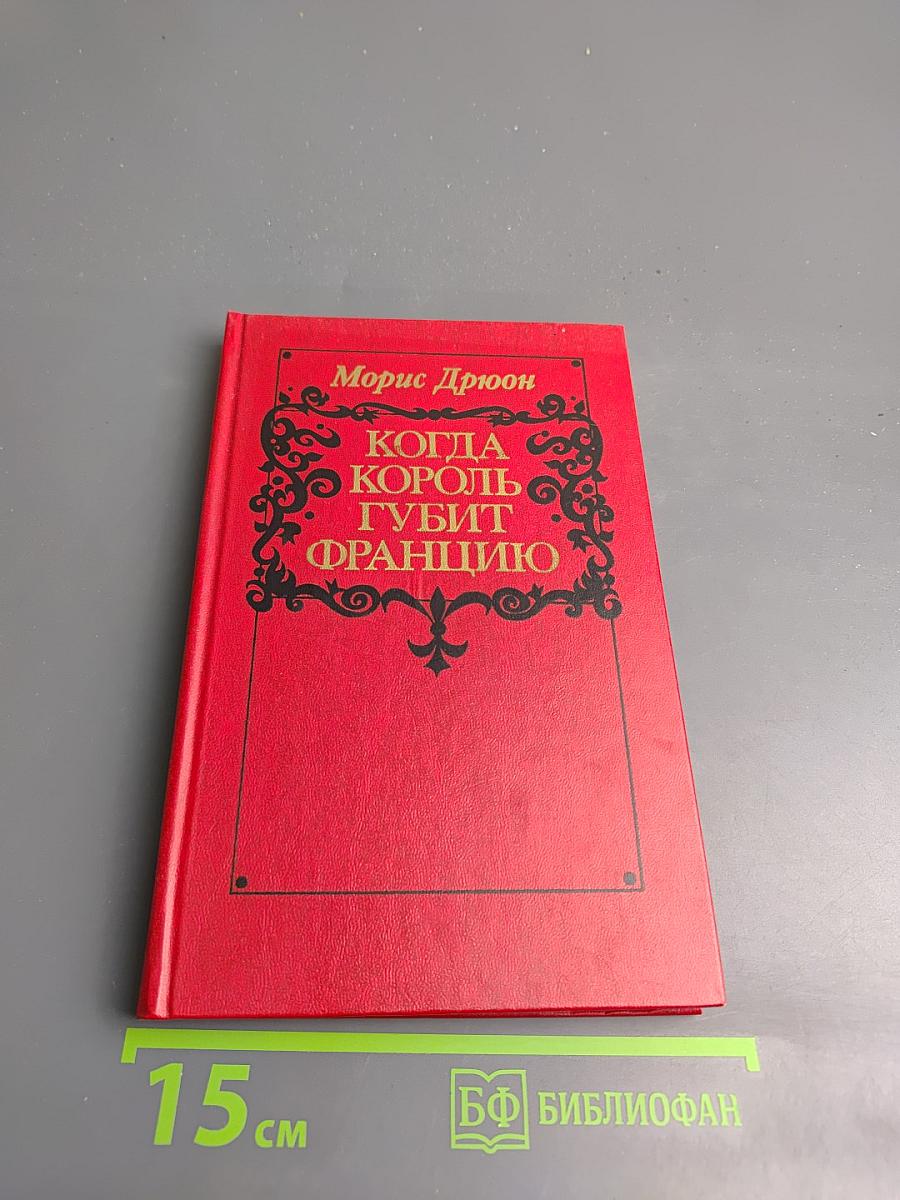 Морис Дрюон
КОГДА
КОРОЛЬ
ГУБИТ
ФРАНЦИЮ
15 см
БФ БИБЛИОФАН